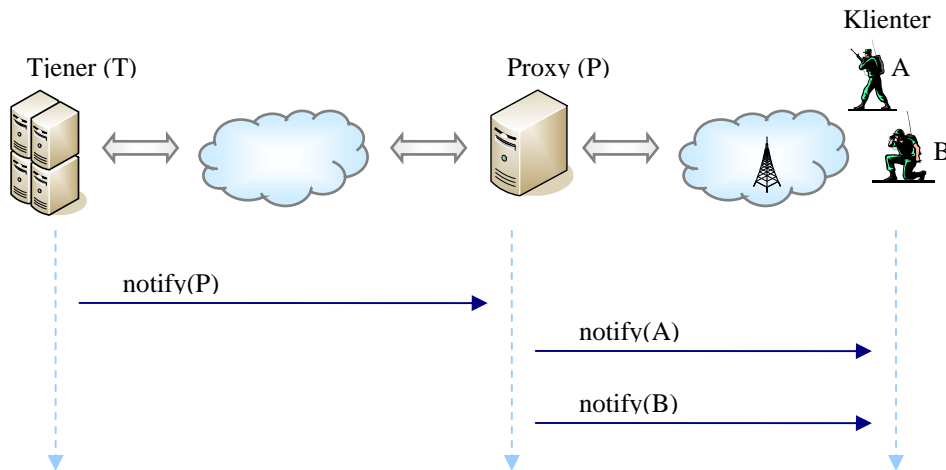 Klienter
Tjener (T)
Proxy (P)
A
B
notify(P)
notify(A)
notify(B)